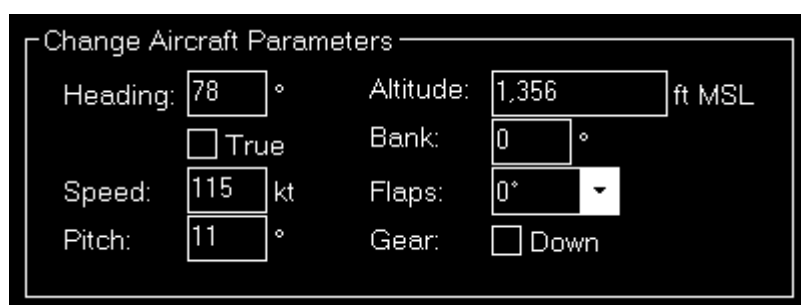 Change Aircraft Parameters
Heading: 78 ° Altitude: 1,356 ft MSL
True Bank: 0 °
Speed: 115 kt Flaps: 0°
Pitch: 11 ° Gear: Down